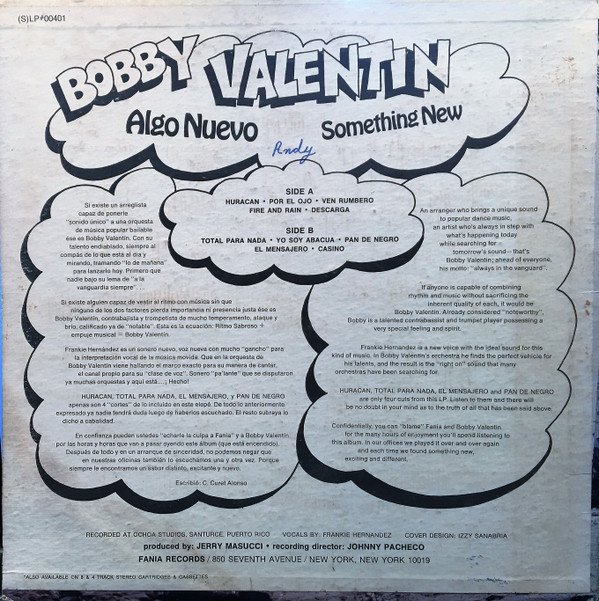 (S)LP#00401
BOBBY VALENTIN
Algo Nuevo Something New
Andy
SIDE A
HURACAN • POR EL OJO • VEN RUMBERO
FIRE AND RAIN • DESCARGA
SIDE B
TOTAL PARA NADA • YO SOY ABACUA • PAN DE NEGRO
EL MENSAJERO • CASINO
Si existe un arreglista
capaz de ponerle
"sonido único" a una orquesta
de música popular bailable
ése es Bobby Valentín. Con su
talento endiablado, siempre al
compás de lo que está al día y
mirando, tramando "lo de mañana"
para lanzarlo hoy. Primero que
nadie bajo su lema de "a la
vanguardia siempre".
Si existe alguien capaz de vestir el ritmo con música sin que
ninguno de los dos factores pierda importancia ni presencia justa ése es
Bobby Valentín, contrabajista y trompetista de mucho temperamento, ataque y
brío, calificado ya de "notable". Esta es la ecuación: Ritmo Sabroso +
empuje musical = Bobby Valentín.
Frankie Hernández es un sonero nuevo, voz nueva con mucho "gancho" para
la interpretación vocal de la música movida. Que en la orquesta de
Bobby Valentín viene hallando el marco exacto para su manera de cantar,
el canal propio para su "clase de voz". Sonero "pa'lante" que se disputaron
ya muchas orquestas y aquí está..., Hecho!
HURACAN, TOTAL PARA NADA, EL MENSAJERO, y PAN DE NEGRO
apenas son 4 "cortes" de lo incluido en este elepé. De todo lo anteriormente
expresado ya nadie tendrá duda luego de haberlos escuchado. El resto subraya lo
dicho a cabalidad.
En confianza pueden ustedes "acharle la culpa a Fania" y a Bobby Valentín
por las horas y horas que van a pasar oyendo este álbum (que está encendido).
Después de todo y en un arranque de sinceridad, no podemos negar que
en nuestras oficinas también lo escuchamos una y otra vez. Porque
siempre le encontramos un sabor distinto, excitante y nuevo.
Escribió: C. Curet Alonso
An arranger who brings a unique sound
to popular dance music,
an artist who's always in step with
what's happening today
while searching for
tomorrow's sound—that's
Bobby Valentin; ahead of everyone,
his motto: "always in the vanguard".
If anyone is capable of combining
rhythm and music without sacrificing the
inherent quality of each, it would be
Bobby Valentin. Already considered "noteworthy",
Bobby is a talented contrabassist and trumpet player possessing a
very special feeling and spirit.
Frankie Hernandez is a new voice with the ideal sound for this
kind of music. In Bobby Valentin's orchestra he finds the perfect vehicle for
his talents, and the result is the "right on" sound that many
orchestras have been searching for.
HURACAN, TOTAL PARA NADA, EL MENSAJERO and PAN DE NEGRO
are only four cuts from this LP. Listen to them and there will
be no doubt in your mind as to the truth of all that has been said above.
Confidentially, you can "blame" Fania and Bobby Valentin
for the many hours of enjoyment you'll spend listening to
this album. In our offices we played it over and over again
and each time we found something new,
exciting and different.
RECORDED AT OCHOA STUDIOS, SANTURCE, PUERTO RICO VOCALS BY: FRANKIE HERNANDEZ COVER DESIGN: IZZY SANABRIA
produced by: JERRY MASUCCI • recording director: JOHNNY PACHECO
FANIA RECORDS / 850 SEVENTH AVENUE / NEW YORK, NEW YORK 10019
*ALSO AVAILABLE ON 8 & 4 TRACK STEREO CARTRIDGES & CASSETTES